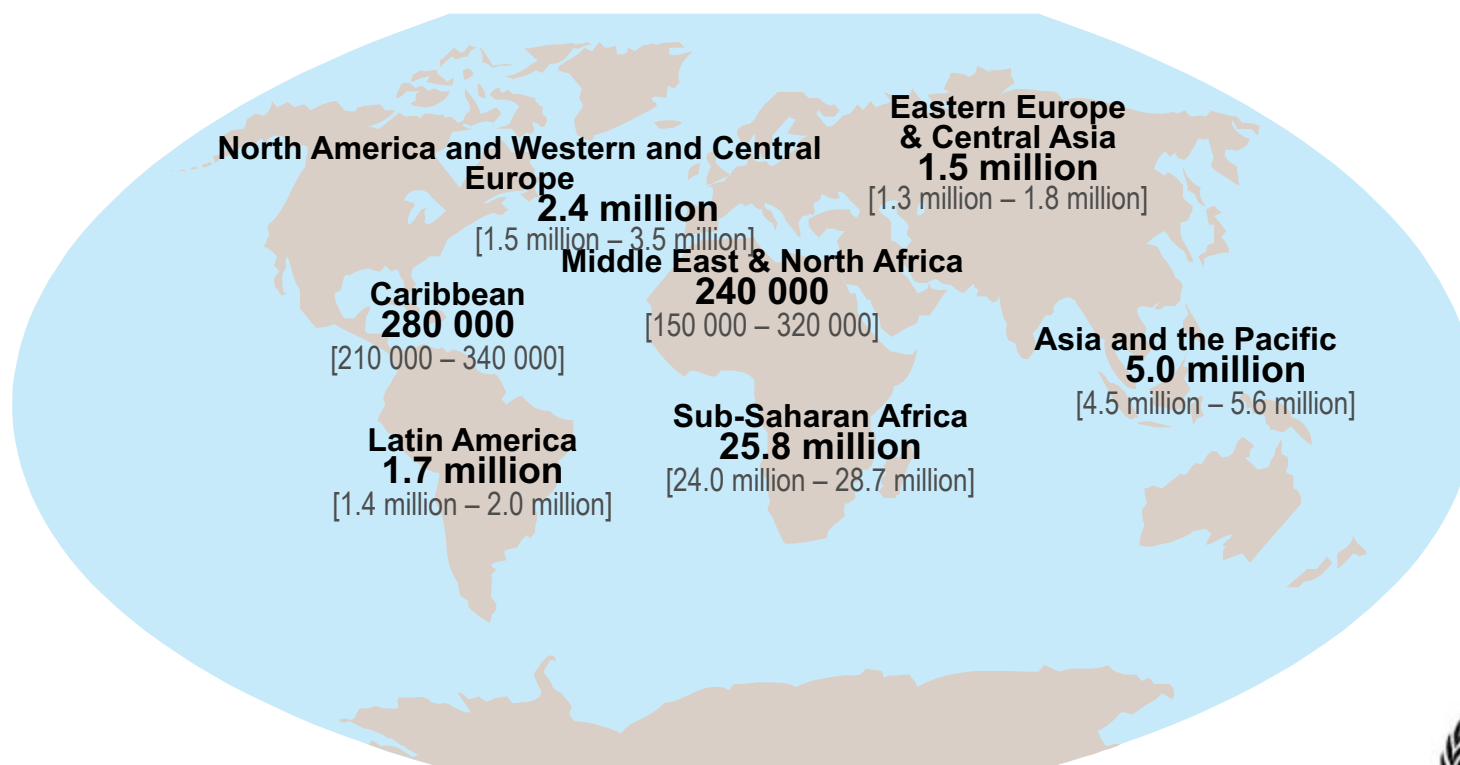 Eastern Europe
& Central Asia
1.5 million
[1.3 million – 1.8 million]
North America and Western and Central
Europe
2.4 million
[1.5 million – 3.5 million]
Middle East & North Africa
240 000
[150 000 – 320 000]
Caribbean
280 000
[210 000 – 340 000]
Asia and the Pacific
5.0 million
[4.5 million – 5.6 million]
Sub-Saharan Africa
25.8 million
[24.0 million – 28.7 million]
Latin America
1.7 million
[1.4 million – 2.0 million]